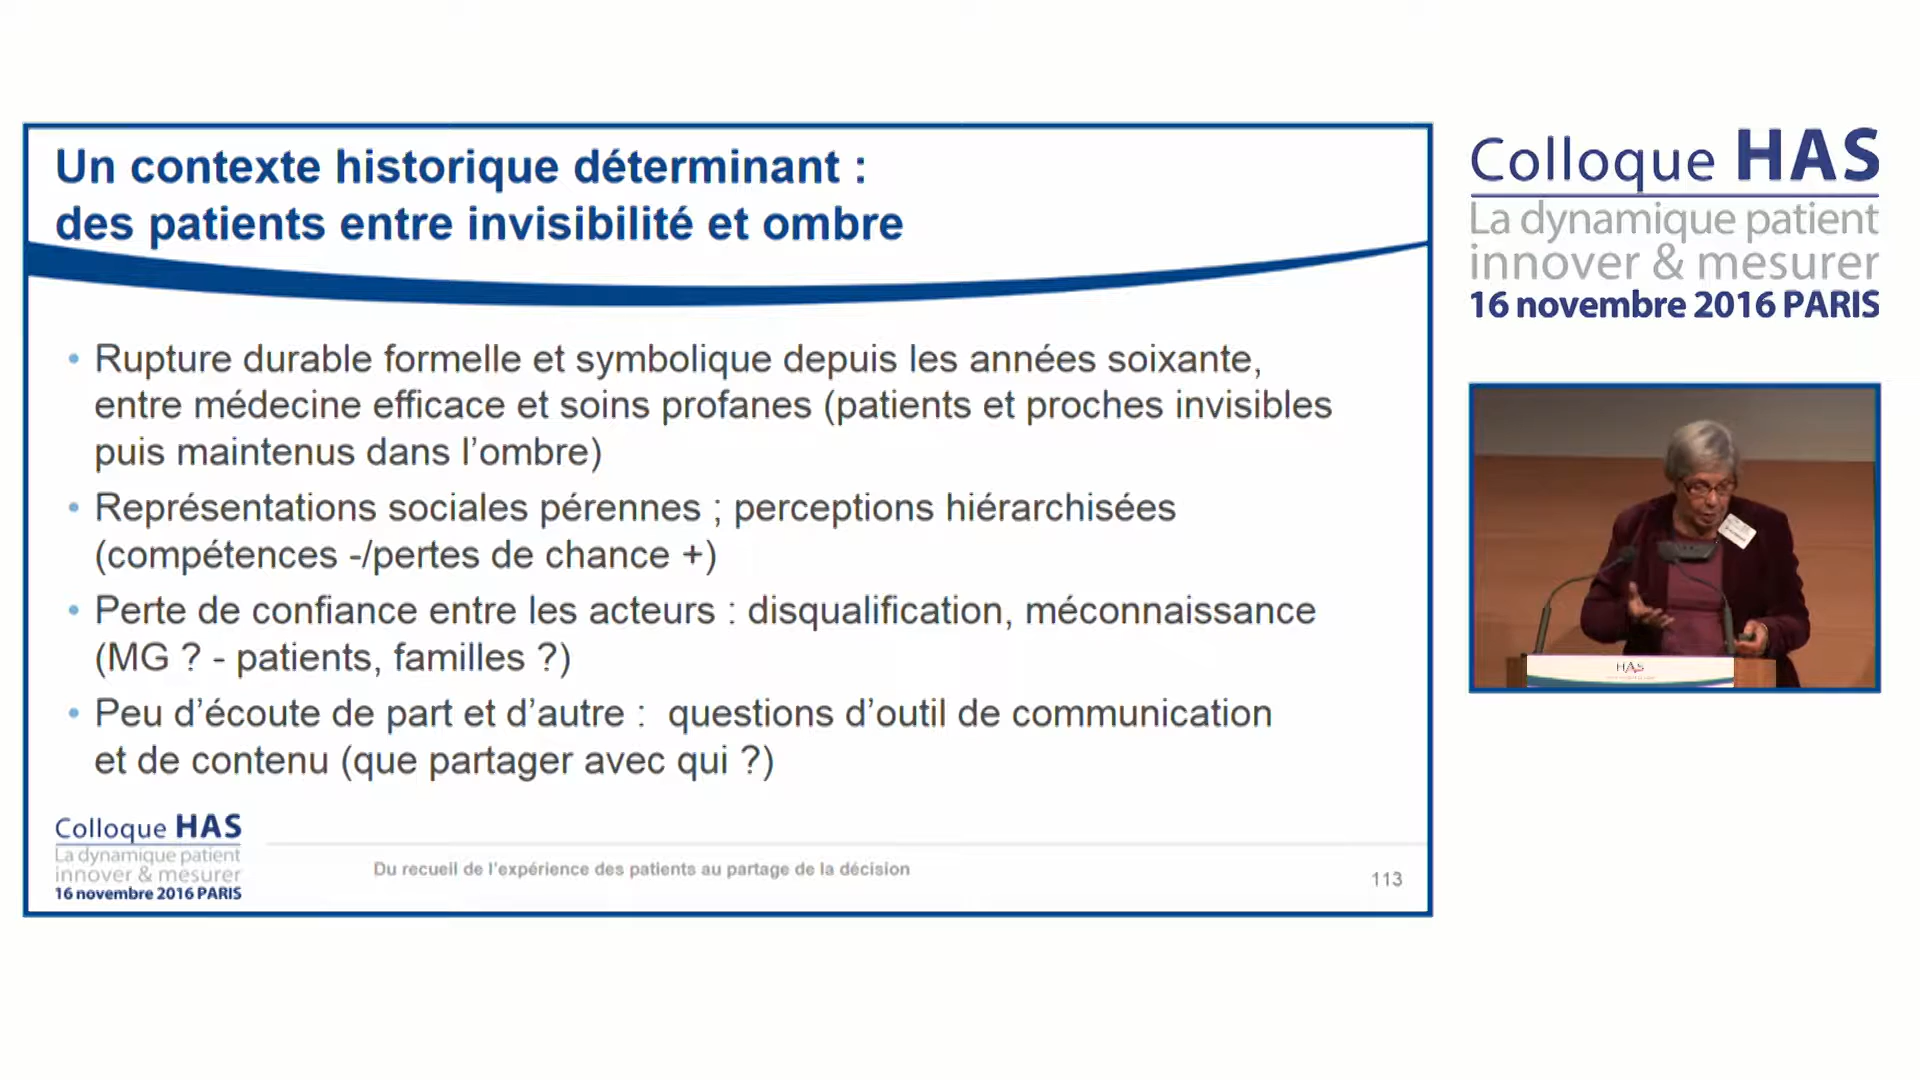 Un contexte historique déterminant :
des patients entre invisibilité et ombre
• Rupture durable formelle et symbolique depuis les années soixante,
entre médecine efficace et soins profanes (patients et proches invisibles
puis maintenus dans l’ombre)
• Représentations sociales pérennes ; perceptions hiérarchisées
(compétences -/pertes de chance +)
• Perte de confiance entre les acteurs : disqualification, méconnaissance
(MG ? - patients, familles ?)
• Peu d’écoute de part et d’autre : questions d’outil de communication
et de contenu (que partager avec qui ?)
Colloque HAS
La dynamique patient
innover & mesurer
16 novembre 2016 PARIS
Du recueil de l'expérience des patients au partage de la décision
113
Colloque HAS
La dynamique patient
innover & mesurer
16 novembre 2016 PARIS
HAS